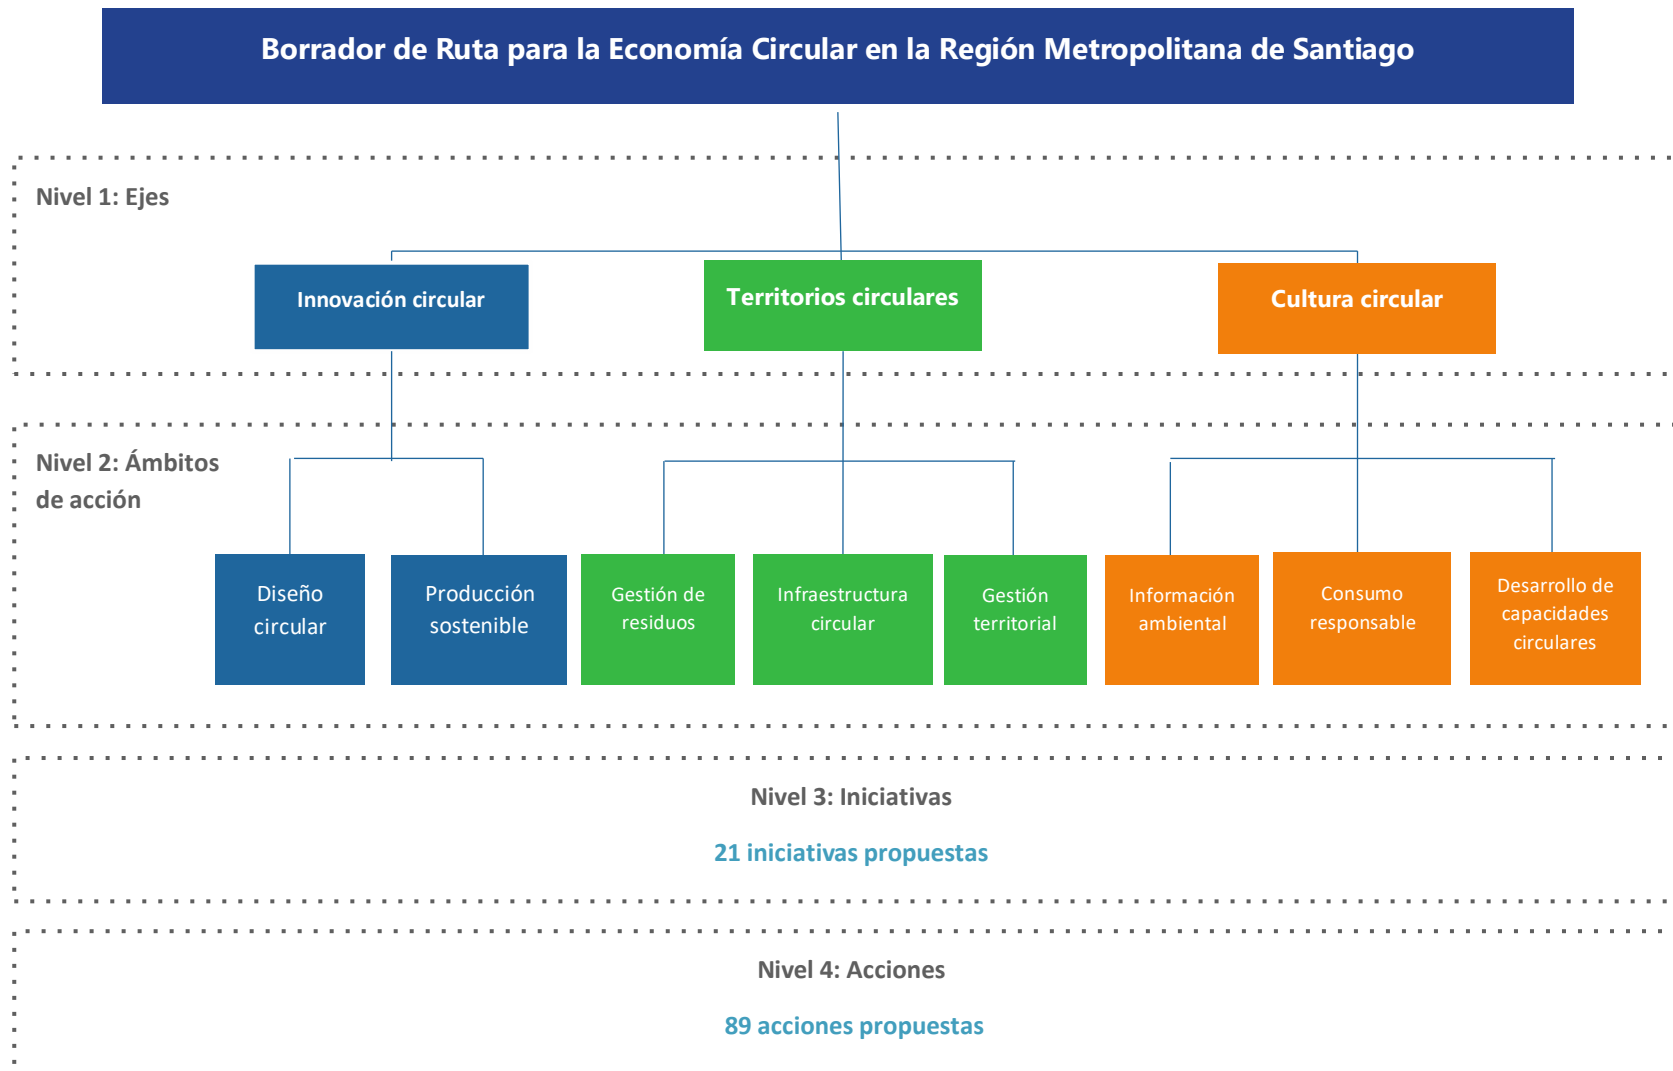 Borrador de Ruta para la Economía Circular en la Región Metropolitana de Santiago
Nivel 1: Ejes
Innovación circular
Territorios circulares
Cultura circular
Nivel 2: Ámbitos
de acción
Diseño
circular
Producción
sostenible
Gestión de
residuos
Infraestructura
circular
Gestión
territorial
Información
ambiental
Consumo
responsable
Desarrollo de
capacidades
circulares
Nivel 3: Iniciativas
21 iniciativas propuestas
Nivel 4: Acciones
89 acciones propuestas